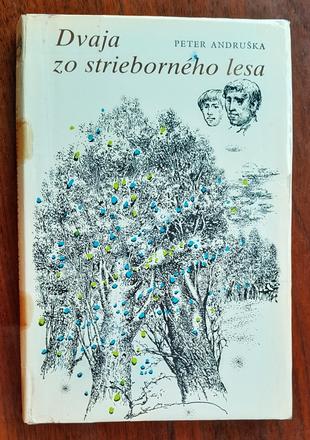 Dvaja
PETER ANDRUŠKA
zo strieborného lesa